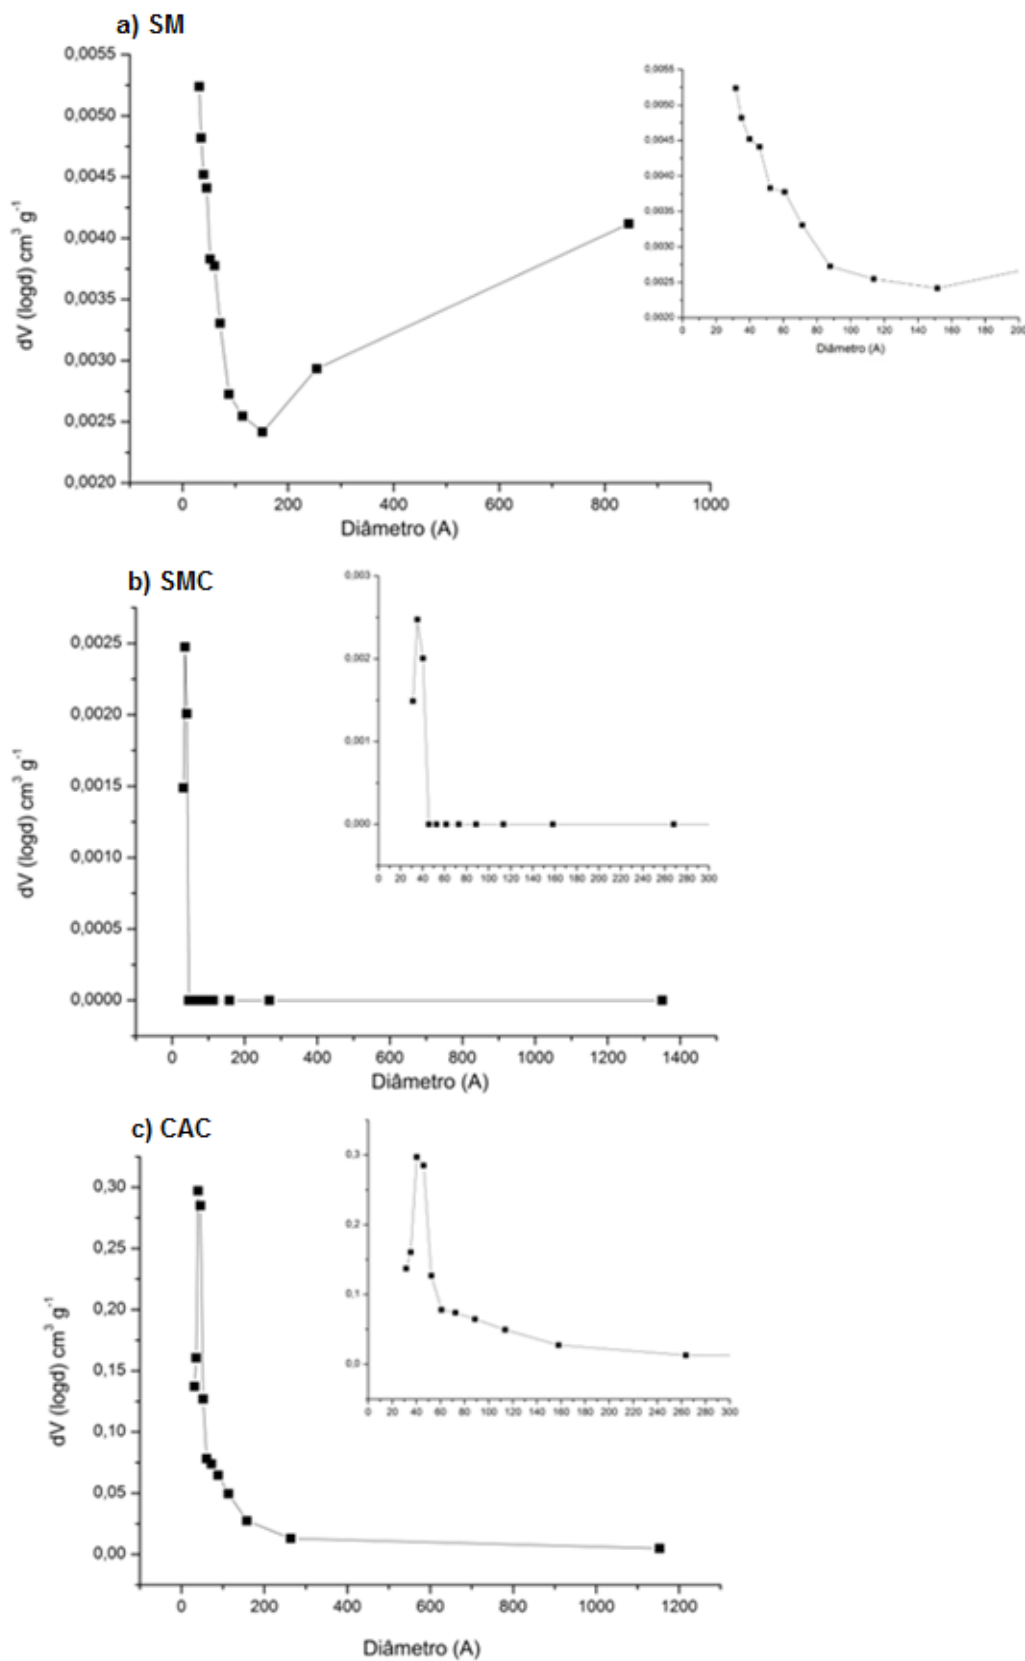 a) SM
0,0055
0,0050
0,0045
0,0040
0,0035
0,0030
0,0025
0,0020
dV (logd) cm³ g⁻¹
0 200 400 600 800 1000
Diâmetro (A)
0,0055
0,0050
0,0045
0,0040
0,0035
0,0030
0,0025
0,0020
0 20 40 60 80 100 120 140 160 180 200
Diâmetro (A)
b) SMC
0,0025
0,0020
0,0015
0,0010
0,0005
0,0000
dV (logd) cm³ g⁻¹
0 200 400 600 800 1000 1200 1400
Diâmetro (A)
0,003
0,002
0,001
0,000
0 20 40 60 80 100 120 140 160 180 200 220 240 260 280 300
c) CAC
0,30
0,25
0,20
0,15
0,10
0,05
0,00
dV (logd) cm³ g⁻¹
0 200 400 600 800 1000 1200
Diâmetro (A)
0,3
0,2
0,1
0,0
0 20 40 60 80 100 120 140 160 180 200 220 240 260 280 300